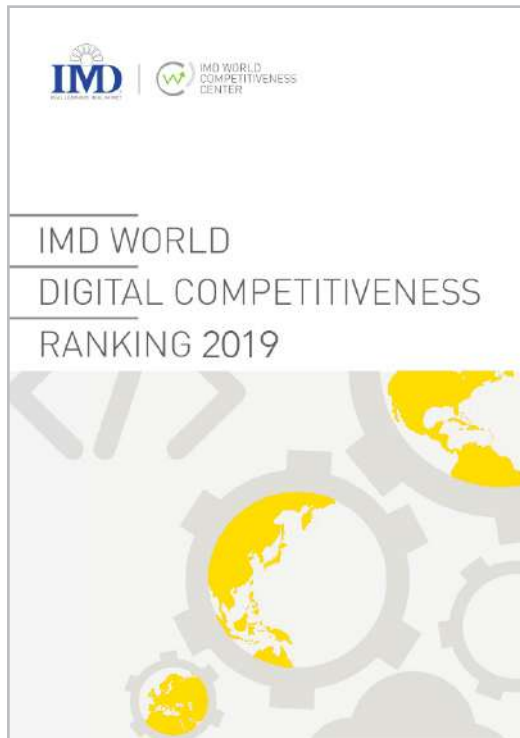 IMD
IMD WORLD
COMPETITIVENESS
CENTER
IMD WORLD
DIGITAL COMPETITIVENESS
RANKING 2019